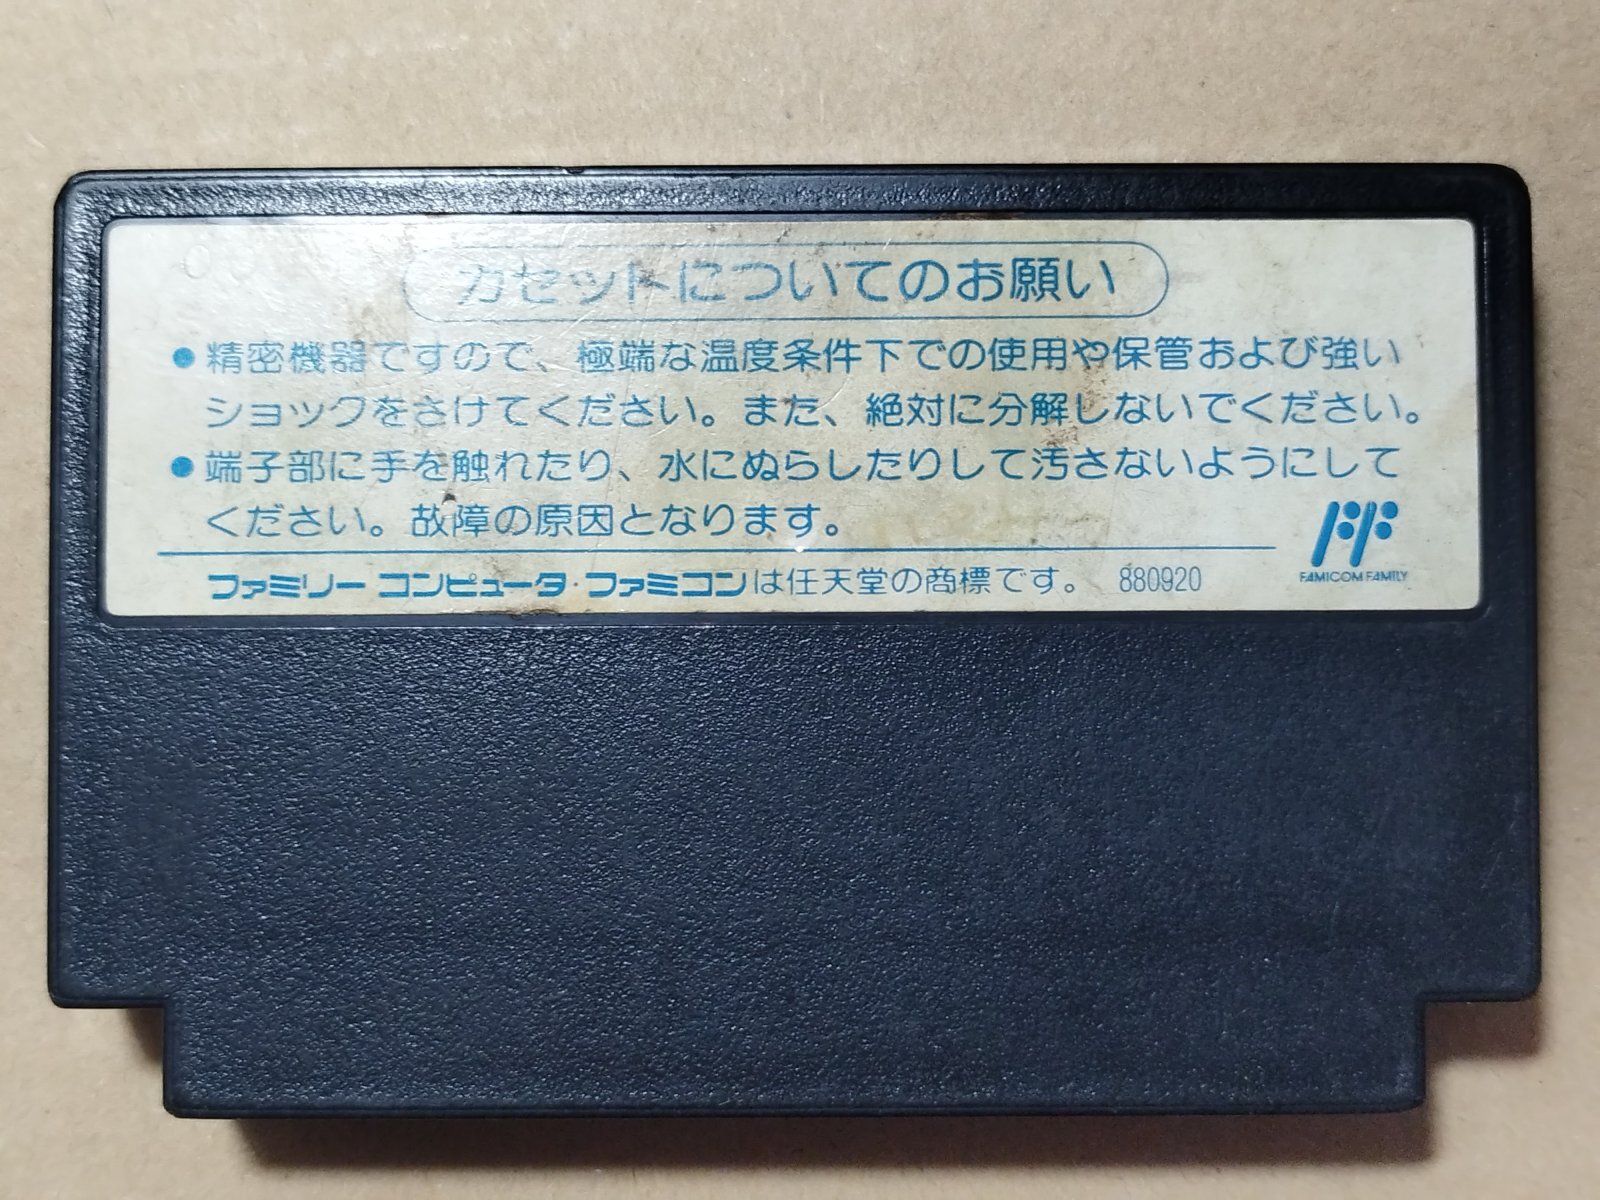 カセットについてのお願い
●精密機器ですので、極端な温度条件下での使用や保管および強い
ショックをさけてください。また、絶対に分解しないでください。
●端子部に手を触れたり、水にぬらしたりして汚さないようにして
ください。故障の原因となります。
FAMICOM FAMILY
ファミリーコンピュータ・ファミコンは任天堂の商標です。 880920